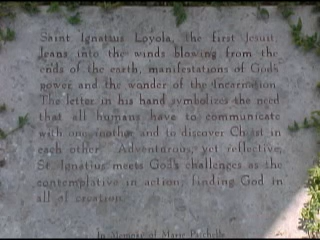 Saint Ignatius Loyola, the first Jesuit,
leans into the winds blowing from the
ends of the earth, manifestations of God's
power and the wonder of the Incarnation.
The letter in his hand symbolizes the need
that all humans have to communicate
with one another and to discover Christ in
each other. Adventurous, yet reflective,
St. Ignatius meets God's challenges as the
contemplative in action, finding God in
all of creation.
In Memory of Marie